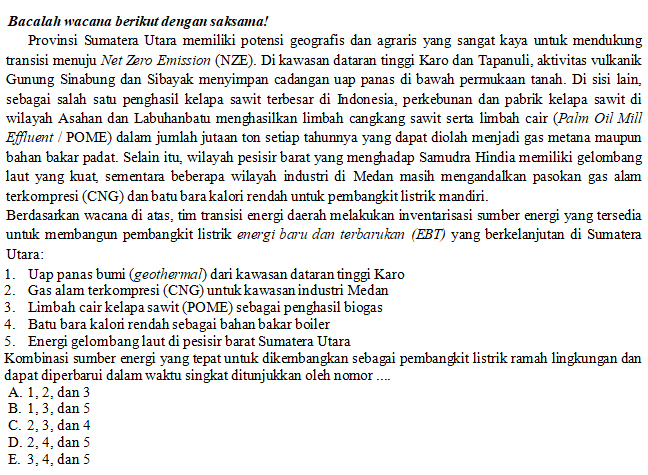 Bacalah wacana berikut dengan saksama!
Provinsi Sumatera Utara memiliki potensi geografis dan agraris yang sangat kaya untuk mendukung
transisi menuju Net Zero Emission (NZE). Di kawasan dataran tinggi Karo dan Tapanuli, aktivitas vulkanik
Gunung Sinabung dan Sibayak menyimpan cadangan uap panas di bawah permukaan tanah. Di sisi lain,
sebagai salah satu penghasil kelapa sawit terbesar di Indonesia, perkebunan dan pabrik kelapa sawit di
wilayah Asahan dan Labuhanbatu menghasilkan limbah cangkang sawit serta limbah cair (Palm Oil Mill
Effluent / POME) dalam jumlah jutaan ton setiap tahunnya yang dapat diolah menjadi gas metana maupun
bahan bakar padat. Selain itu, wilayah pesisir barat yang menghadap Samudra Hindia memiliki gelombang
laut yang kuat, sementara beberapa wilayah industri di Medan masih mengandalkan pasokan gas alam
terkompresi (CNG) dan batu bara kalori rendah untuk pembangkit listrik mandiri.
Berdasarkan wacana di atas, tim transisi energi daerah melakukan inventarisasi sumber energi yang tersedia
untuk membangun pembangkit listrik energi baru dan terbarukan (EBT) yang berkelanjutan di Sumatera
Utara:
1. Uap panas bumi (geothermal) dari kawasan dataran tinggi Karo
2. Gas alam terkompresi (CNG) untuk kawasan industri Medan
3. Limbah cair kelapa sawit (POME) sebagai penghasil biogas
4. Batu bara kalori rendah sebagai bahan bakar boiler
5. Energi gelombang laut di pesisir barat Sumatera Utara
Kombinasi sumber energi yang tepat untuk dikembangkan sebagai pembangkit listrik ramah lingkungan dan
dapat diperbarui dalam waktu singkat ditunjukkan oleh nomor ....
A. 1, 2, dan 3
B. 1, 3, dan 5
C. 2, 3, dan 4
D. 2, 4, dan 5
E. 3, 4, dan 5